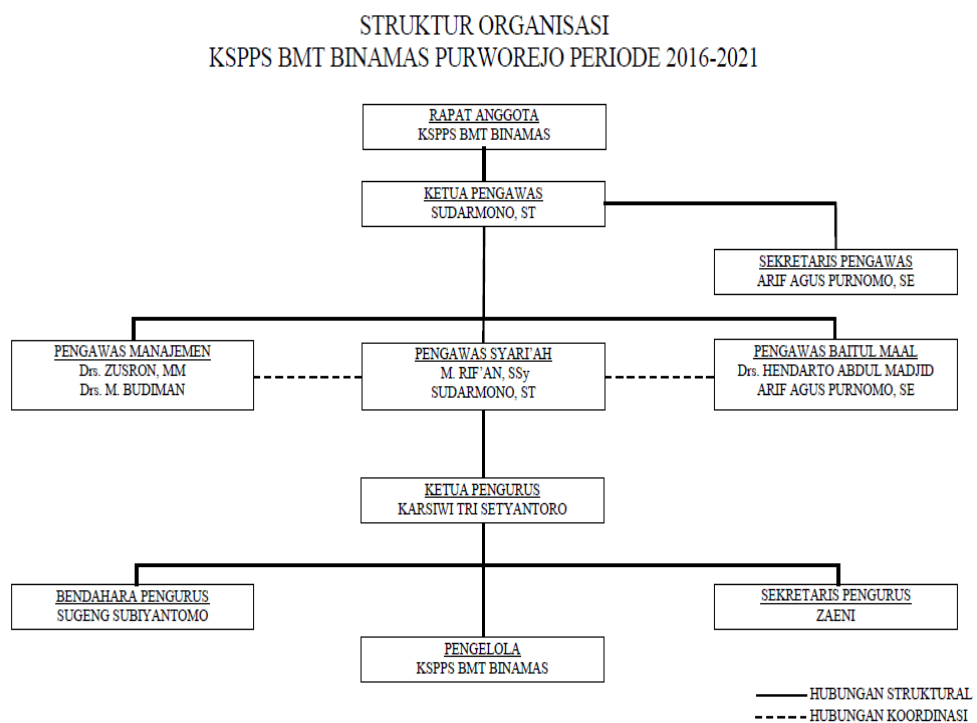 STRUKTUR ORGANISASI
KSPPS BMT BINAMAS PURWOREJO PERIODE 2016-2021
RAPAT ANGGOTA
KSPPS BMT BINAMAS
KETUA PENGAWAS
SUDARMONO, ST
SEKRETARIS PENGAWAS
ARIF AGUS PURNOMO, SE
PENGAWAS MANAJEMEN
Drs. ZUSRON, MM
Drs. M. BUDIMAN
PENGAWAS SYARI'AH
M. RIF'AN, SSy
SUDARMONO, ST
PENGAWAS BAITUL MAAL
Drs. HENDARTO ABDUL MADJID
ARIF AGUS PURNOMO, SE
KETUA PENGURUS
KARSIWI TRI SETYANTORO
BENDAHARA PENGURUS
SUGENG SUBIYANTOMO
SEKRETARIS PENGURUS
ZAENI
PENGELOLA
KSPPS BMT BINAMAS
HUBUNGAN STRUKTURAL
HUBUNGAN KOORDINASI